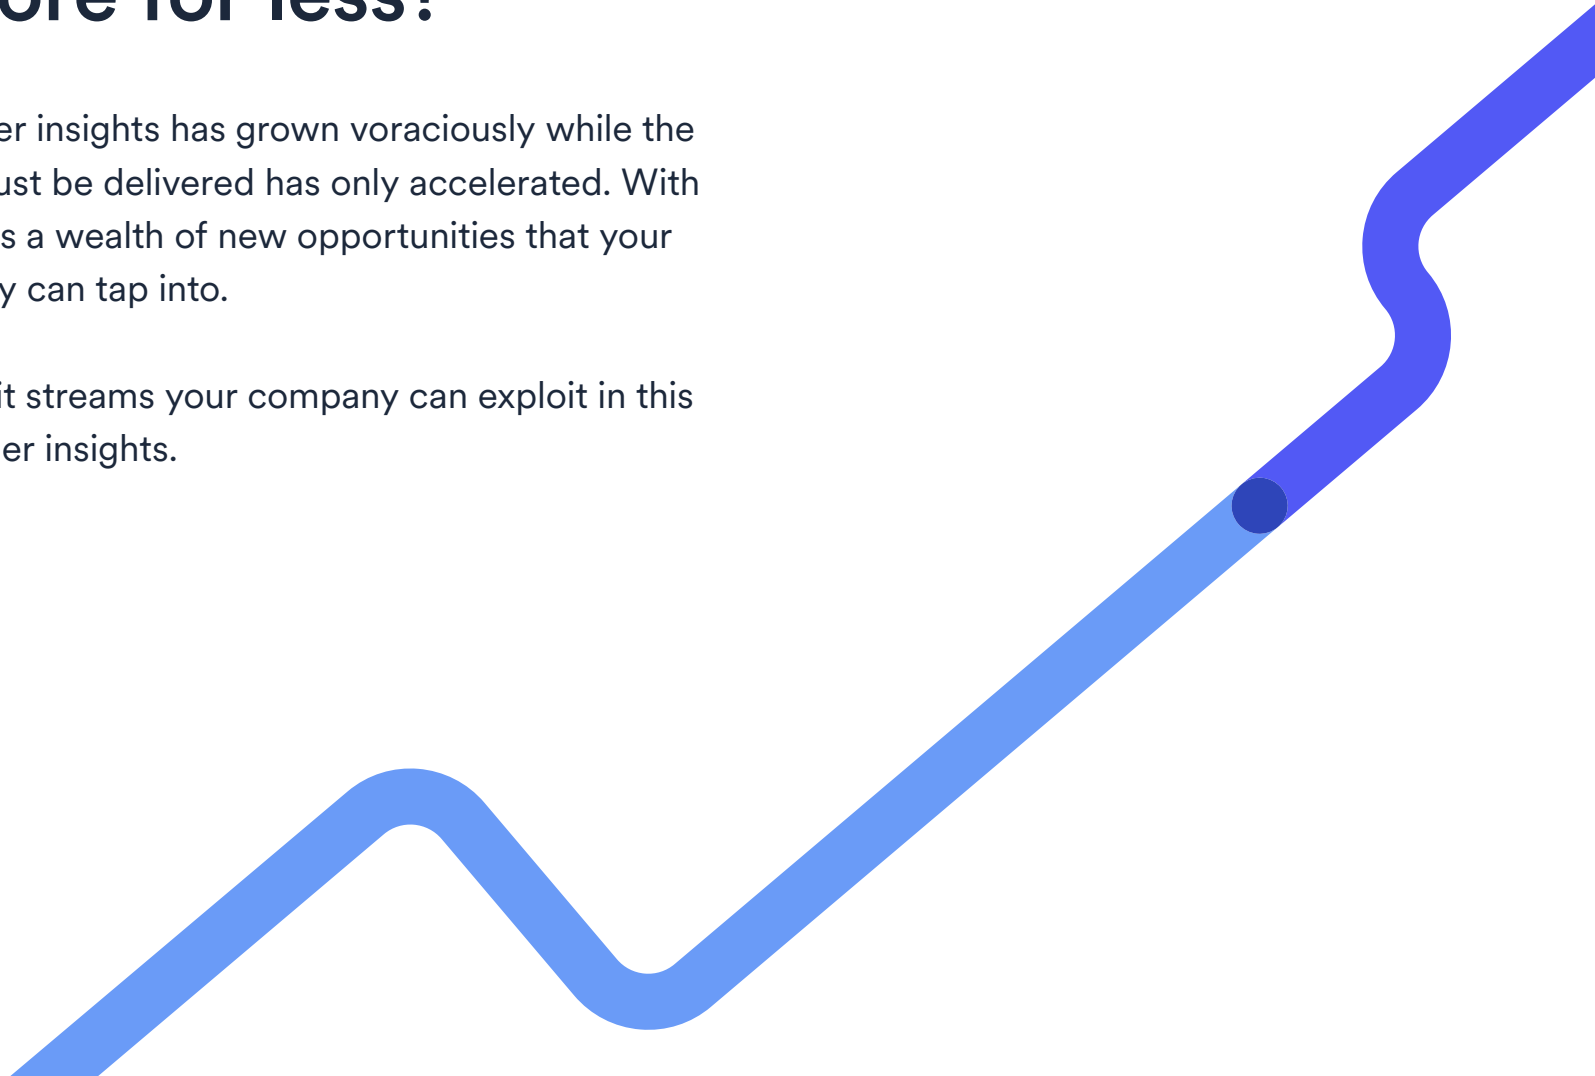 ore for less?
er insights has grown voraciously while the
ust be delivered has only accelerated. With
s a wealth of new opportunities that your
y can tap into.
it streams your company can exploit in this
er insights.